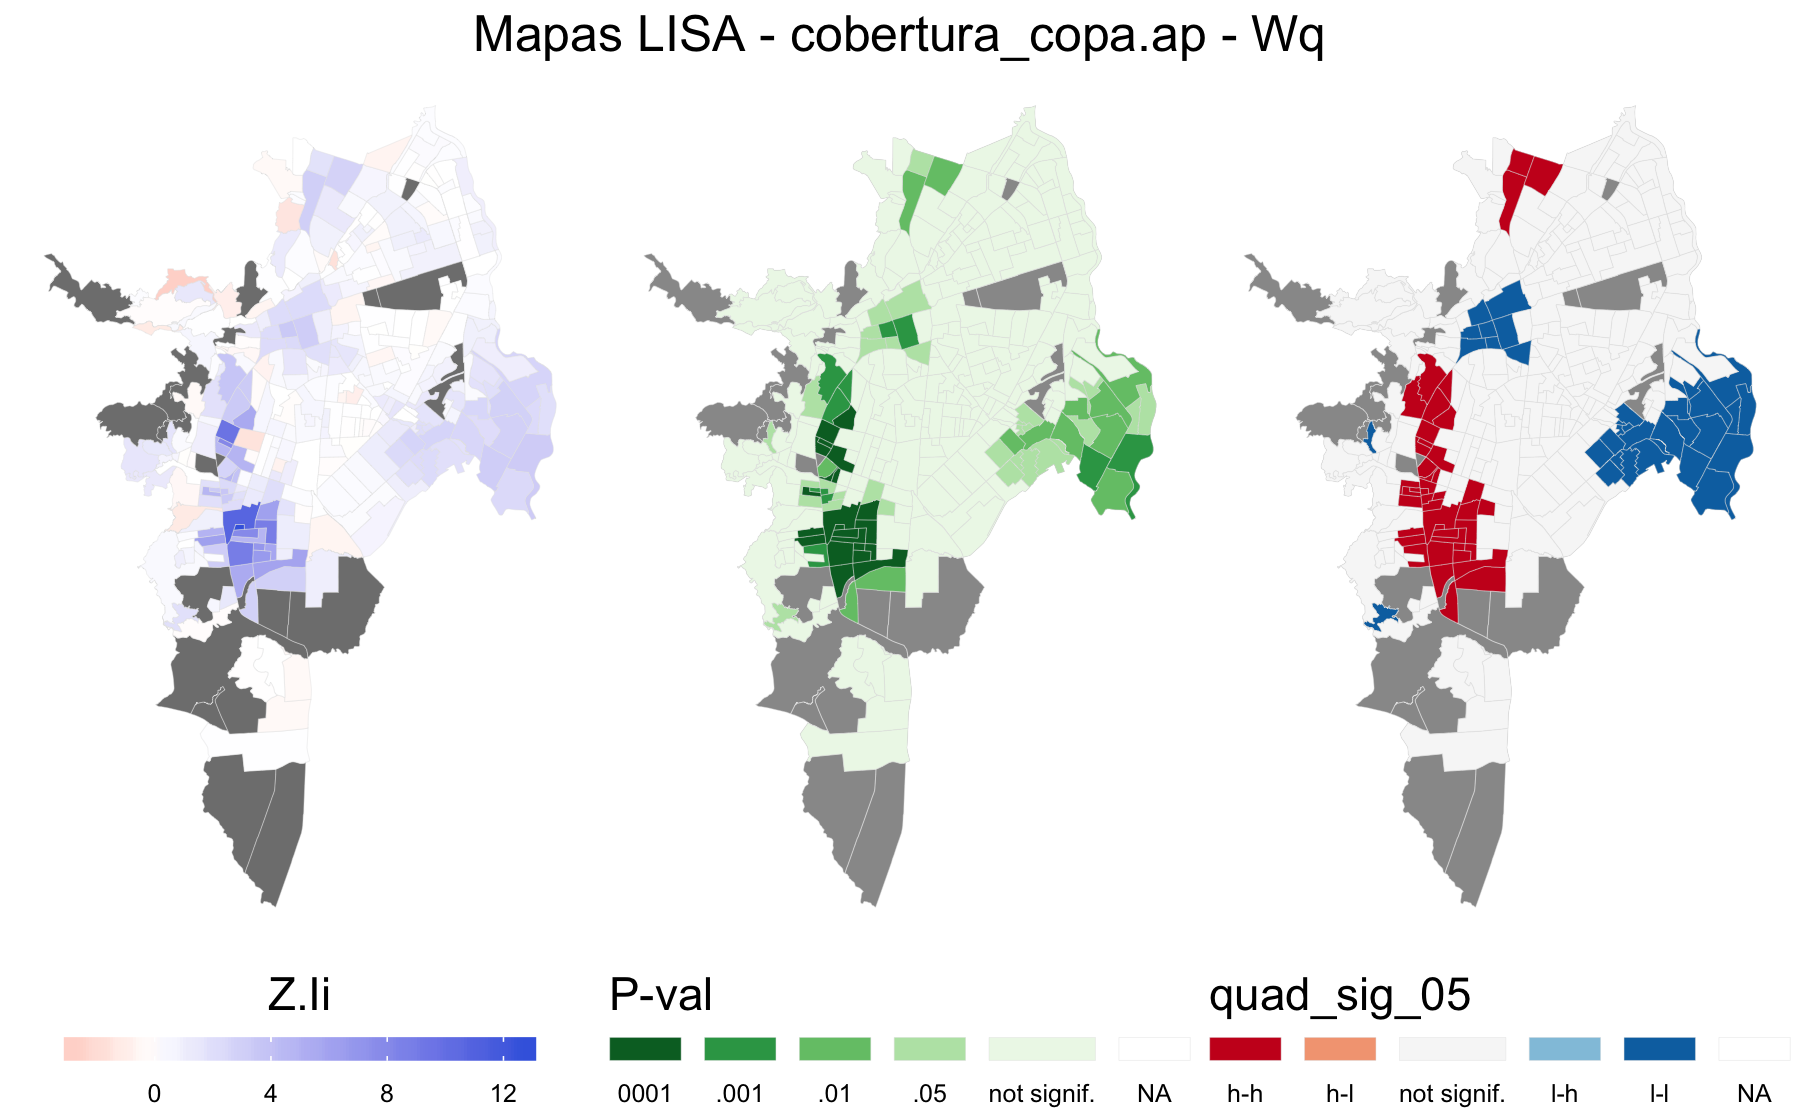 Mapas LISA - cobertura_copa.ap - Wq
Z.Ii
P-val
quad_sig_05
0 4 8 12
0001 .001 .01 .05 not signif. NA
h-h h-l not signif. l-h l-l NA